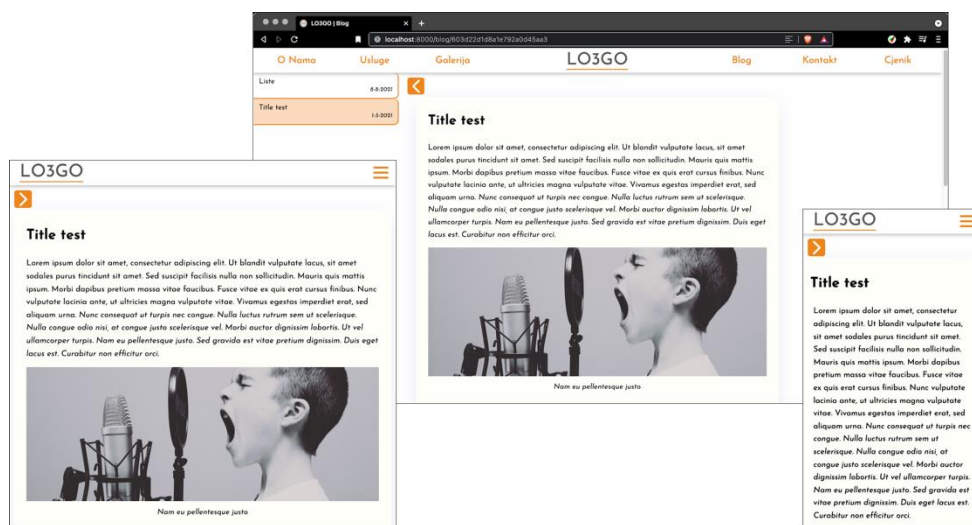 LO3GO | Blog
localhost:8000/blog/603d22d1d8a1e792a0d45aa3
O Nama Usluge Galerija LO3GO Blog Kontakt Cjenik
Liste
8-8-2021
Title test
1-3-2021
Title test
Lorem ipsum dolor sit amet, consectetur adipiscing elit. Ut blandit vulputate lacus, sit amet
sodales purus tincidunt sit amet. Sed suscipit facilisis nulla non sollicitudin. Mauris quis mattis
ipsum. Morbi dapibus pretium massa vitae faucibus. Fusce vitae ex quis erat cursus finibus. Nunc
vulputate lacinia ante, ut ultricies magna vulputate vitae. Vivamus egestas imperdiet erat, sed
aliquam urna. Nunc consequat ut turpis nec congue. Nulla luctus rutrum sem ut scelerisque.
Nulla congue odio nisi, at congue justo scelerisque vel. Morbi auctor dignissim lobortis. Ut vel
ullamcorper turpis. Nam eu pellentesque justo. Sed gravida est vitae pretium dignissim. Duis eget
lacus est. Curabitur non efficitur orci.
Nam eu pellentesque justo
LO3GO
Title test
Lorem ipsum dolor sit amet, consectetur adipiscing elit. Ut blandit vulputate lacus, sit amet
sodales purus tincidunt sit amet. Sed suscipit facilisis nulla non sollicitudin. Mauris quis mattis
ipsum. Morbi dapibus pretium massa vitae faucibus. Fusce vitae ex quis erat cursus finibus. Nunc
vulputate lacinia ante, ut ultricies magna vulputate vitae. Vivamus egestas imperdiet erat, sed
aliquam urna. Nunc consequat ut turpis nec congue. Nulla luctus rutrum sem ut scelerisque.
Nulla congue odio nisi, at congue justo scelerisque vel. Morbi auctor dignissim lobortis. Ut vel
ullamcorper turpis. Nam eu pellentesque justo. Sed gravida est vitae pretium dignissim. Duis eget
lacus est. Curabitur non efficitur orci.
Nam eu pellentesque justo
LO3GO
Title test
Lorem ipsum dolor sit amet, consectetur
adipiscing elit. Ut blandit vulputate lacus,
sit amet sodales purus tincidunt sit amet.
Sed suscipit facilisis nulla non sollicitudin.
Mauris quis mattis ipsum. Morbi dapibus
pretium massa vitae faucibus. Fusce vitae
ex quis erat cursus finibus. Nunc vulputate
lacinia ante, ut ultricies magna vulputate
vitae. Vivamus egestas imperdiet erat, sed
aliquam urna. Nunc consequat ut turpis nec
congue. Nulla luctus rutrum sem ut
scelerisque. Nulla congue odio nisi, at
congue justo scelerisque vel. Morbi auctor
dignissim lobortis. Ut vel ullamcorper turpis.
Nam eu pellentesque justo. Sed gravida est
vitae pretium dignissim. Duis eget lacus est.
Curabitur non efficitur orci.